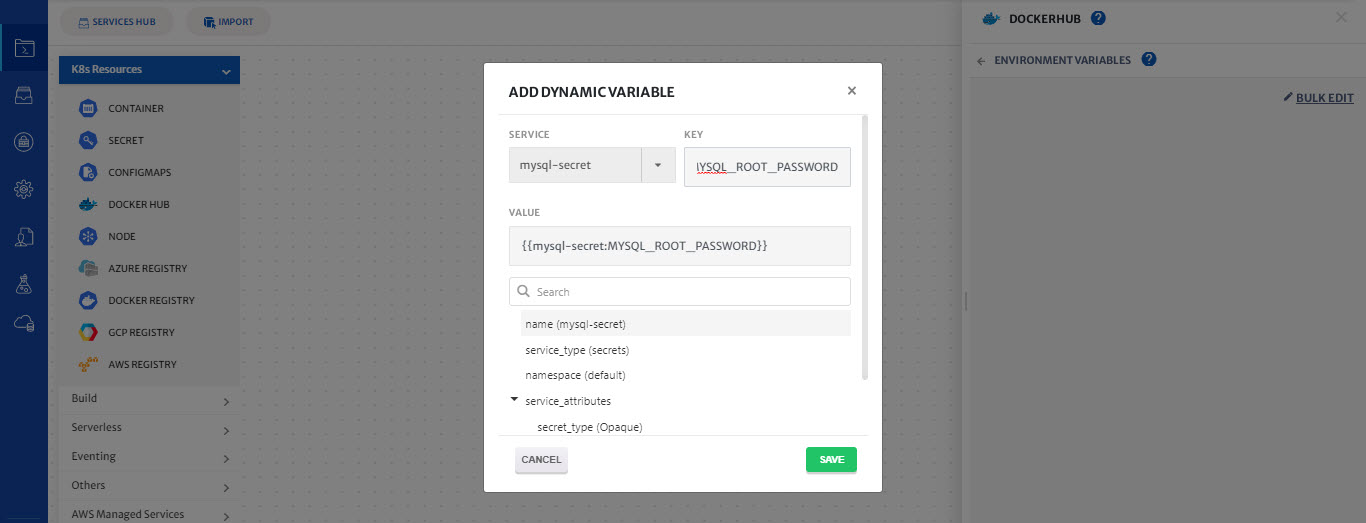 SERVICES HUB
IMPORT
DOCKERHUB
ENVIRONMENT VARIABLES
BULK EDIT
K8s Resources
CONTAINER
SECRET
CONFIGMAPS
DOCKER HUB
NODE
AZURE REGISTRY
DOCKER REGISTRY
GCP REGISTRY
AWS REGISTRY
Build
Serverless
Eventing
Others
AWS Managed Services
ADD DYNAMIC VARIABLE
SERVICE
KEY
mysql-secret
YSQL_ROOT_PASSWORD
VALUE
{{mysql-secret:MYSQL_ROOT_PASSWORD}}
Search
name (mysql-secret)
service_type (secrets)
namespace (default)
service_attributes
secret_type (Opaque)
CANCEL
SAVE